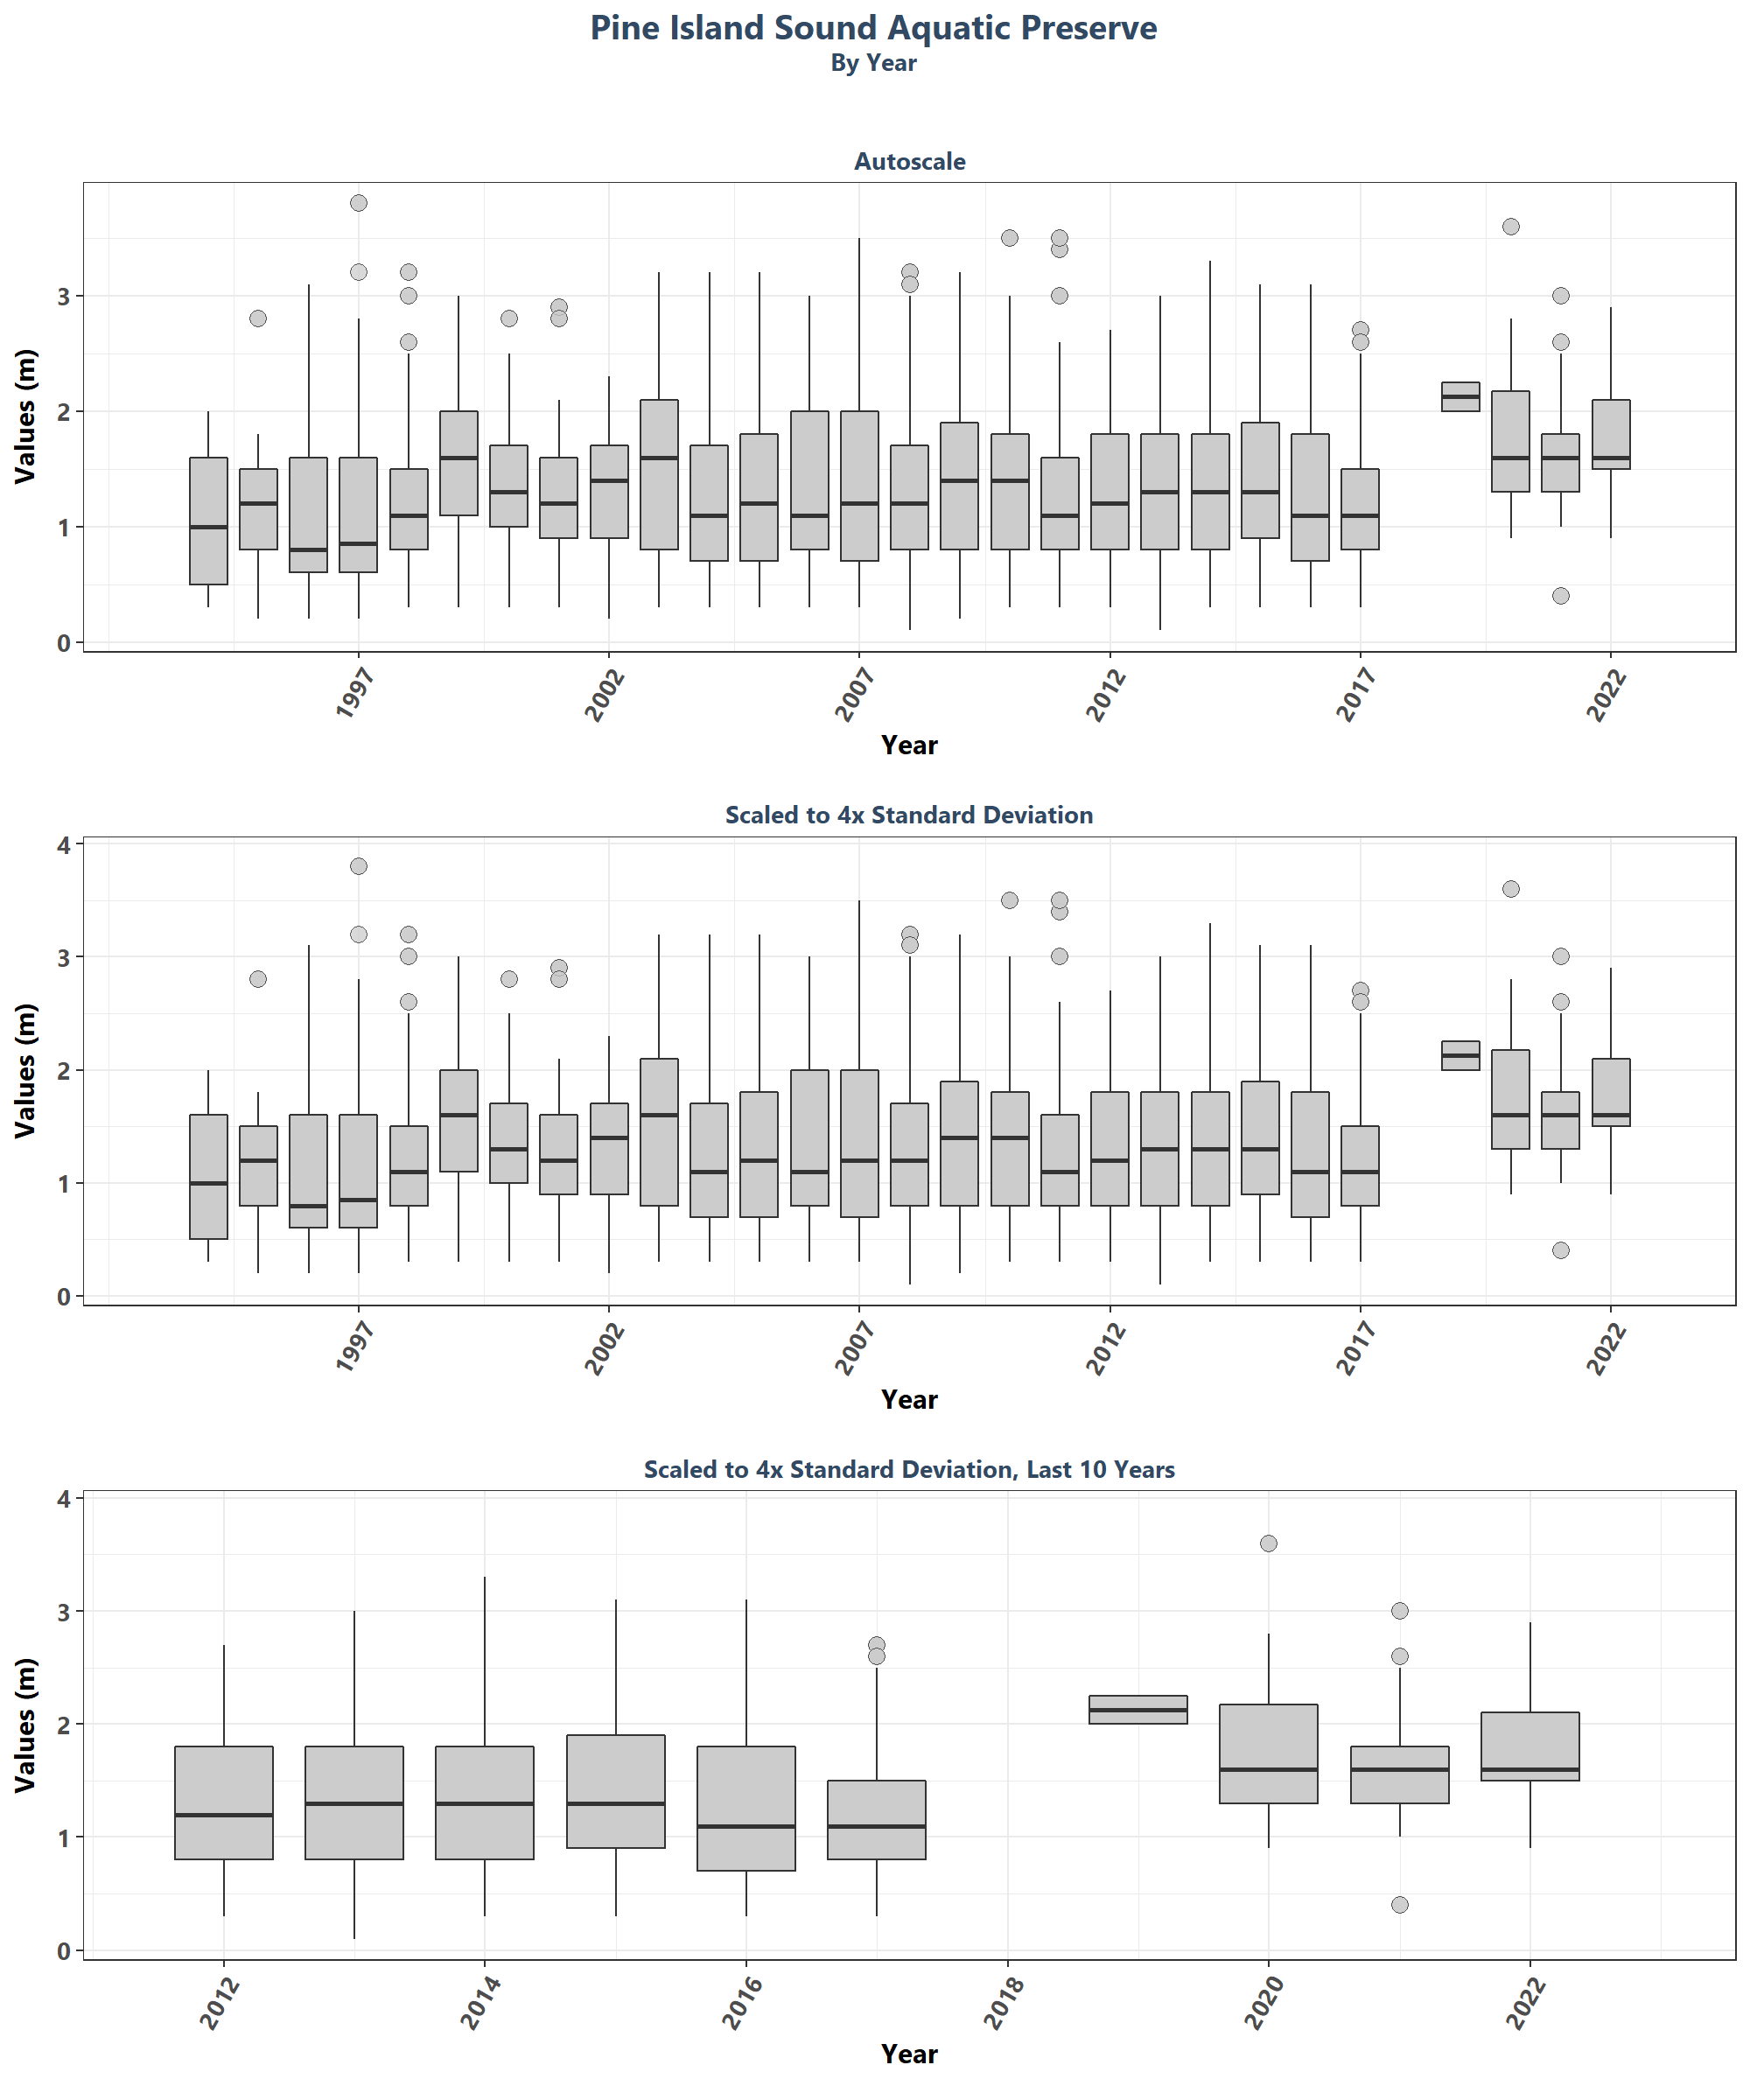 Pine Island Sound Aquatic Preserve
By Year
Autoscale
Values (m)
3
2
1
0
1997
2002
2007
2012
2017
2022
Year
Scaled to 4x Standard Deviation
Values (m)
4
3
2
1
0
1997
2002
2007
2012
2017
2022
Year
Scaled to 4x Standard Deviation, Last 10 Years
Values (m)
4
3
2
1
0
2012
2014
2016
2018
2020
2022
Year